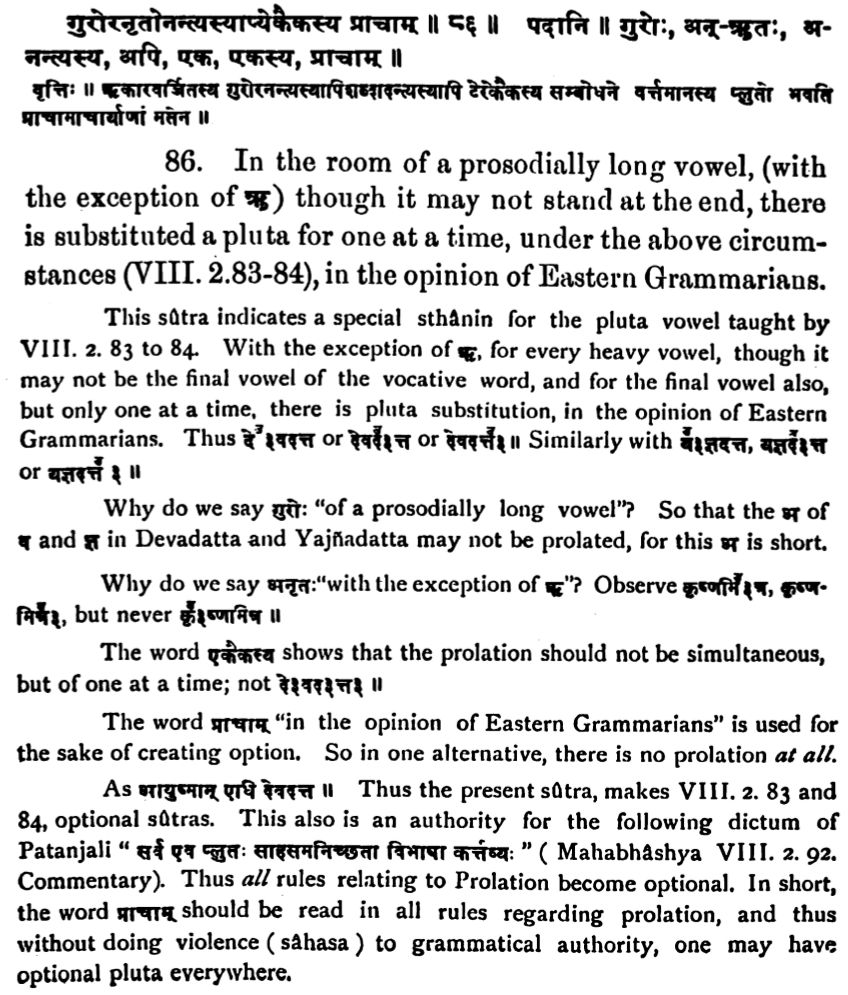 गुरोरनृतोनन्त्यस्याप्येकैकस्य प्राचाम् ॥ ८६ ॥ पदानि ॥ गुरोः, अन्-ऋतः, अ-
नन्त्यस्य, अपि, एक, एकस्य, प्राचाम् ॥
वृत्तिः ॥ ऋकारवर्जितस्य गुरोरनन्त्यस्यापिशब्दादन्त्यस्यापि टेरेकैकस्य सम्बोधने वर्त्तमानस्य प्लुतो भवति
प्राचामाचार्याणां मतेन ॥
86. In the room of a prosodially long vowel, (with
the exception of ऋ) though it may not stand at the end, there
is substituted a pluta for one at a time, under the above circum-
stances (VIII. 2.83-84), in the opinion of Eastern Grammarians.
This sûtra indicates a special sthânin for the pluta vowel taught by
VIII. 2. 83 to 84. With the exception of ऋ, for every heavy vowel, though it
may not be the final vowel of the vocative word, and for the final vowel also,
but only one at a time, there is pluta substitution, in the opinion of Eastern
Grammarians. Thus दे३वदत्त or देवद३त्त or देवदत्त३ ॥ Similarly with य३ज्ञदत्त, यज्ञद३त्त
or यज्ञदत्त ३ ॥
Why do we say गुरोः "of a prosodially long vowel"? So that the अ of
व and ज्ञ in Devadatta and Yajñadatta may not be prolated, for this अ is short.
Why do we say अनृतः "with the exception of ऋ"? Observe कृष्णमि३त्र, कृष्ण-
मित्र३, but never कृ३ष्णमित्र ॥
The word एकैकस्य shows that the prolation should not be simultaneous,
but of one at a time; not दे३वद३त्त३ ॥
The word प्राचाम् "in the opinion of Eastern Grammarians" is used for
the sake of creating option. So in one alternative, there is no prolation at all.
As आयुष्मान् एधि देवदत्त ॥ Thus the present sûtra, makes VIII. 2. 83 and
84, optional sûtras. This also is an authority for the following dictum of
Patanjali " सर्व एव प्लुतः साहसमनिच्छता विभाषा कर्त्तव्यः " ( Mahabhâshya VIII. 2. 92.
Commentary). Thus all rules relating to Prolation become optional. In short,
the word प्राचाम् should be read in all rules regarding prolation, and thus
without doing violence ( sâhasa ) to grammatical authority, one may have
optional pluta everywhere.